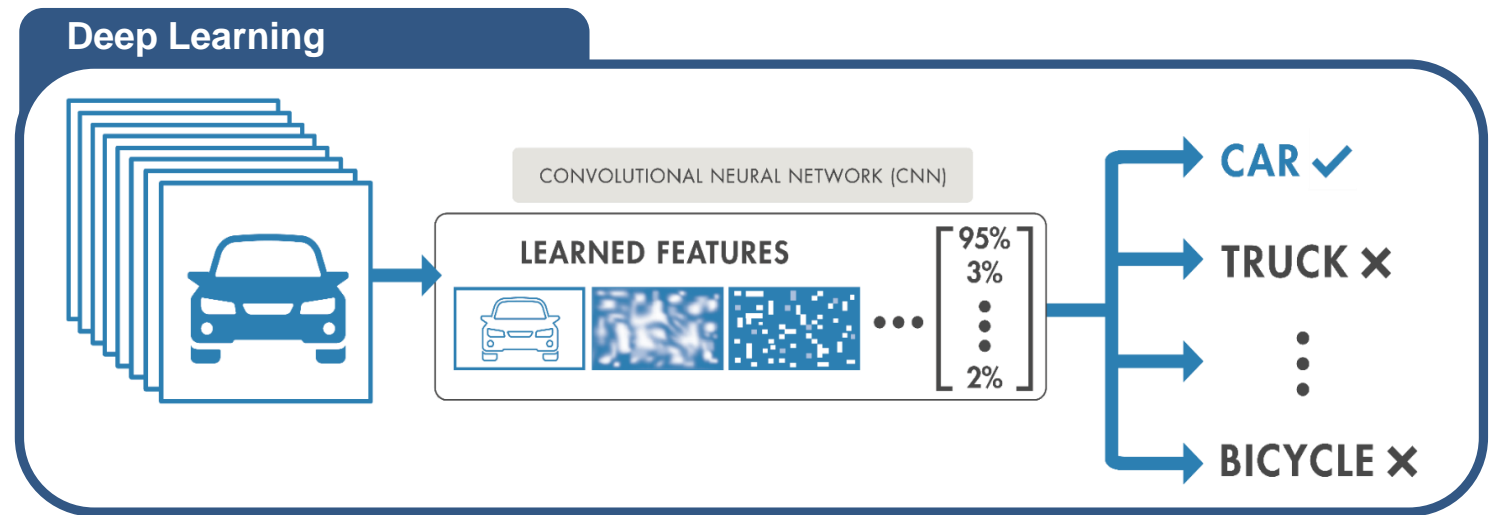 Deep Learning
CONVOLUTIONAL NEURAL NETWORK (CNN)
LEARNED FEATURES
95%
3%
2%
CAR
TRUCK
BICYCLE